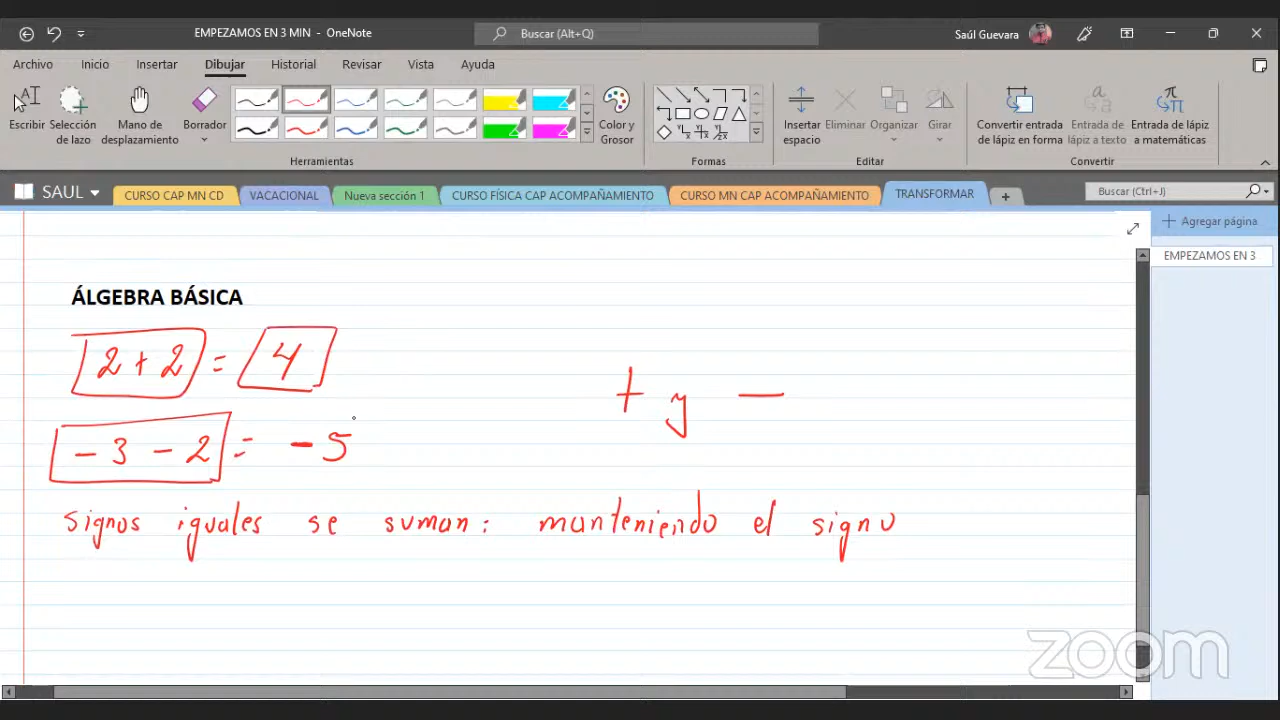 EMPEZAMOS EN 3 MIN - OneNote
Buscar (Alt+Q)
Saúl Guevara
Archivo Inicio Insertar Dibujar Historial Revisar Vista Ayuda
Escribir
Selección de lazo
Mano de desplazamiento
Borrador
Color y Grosor
Insertar espacio
Eliminar
Organizar
Girar
Convertir entrada de lápiz en forma
Entrada de lápiz a texto
Entrada de lápiz a matemáticas
Herramientas Formas Editar Convertir
SAUL CURSO CAP MN CD VACACIONAL Nueva sección 1 CURSO FÍSICA CAP ACOMPAÑAMIENTO CURSO MN CAP ACOMPAÑAMIENTO TRANSFORMAR Buscar (Ctrl+J)
Agregar página
EMPEZAMOS EN 3
ÁLGEBRA BÁSICA
2 + 2 = 4
+ y -
- 3 - 2 = - 5
signos iguales se suman: manteniendo el signo
zoom